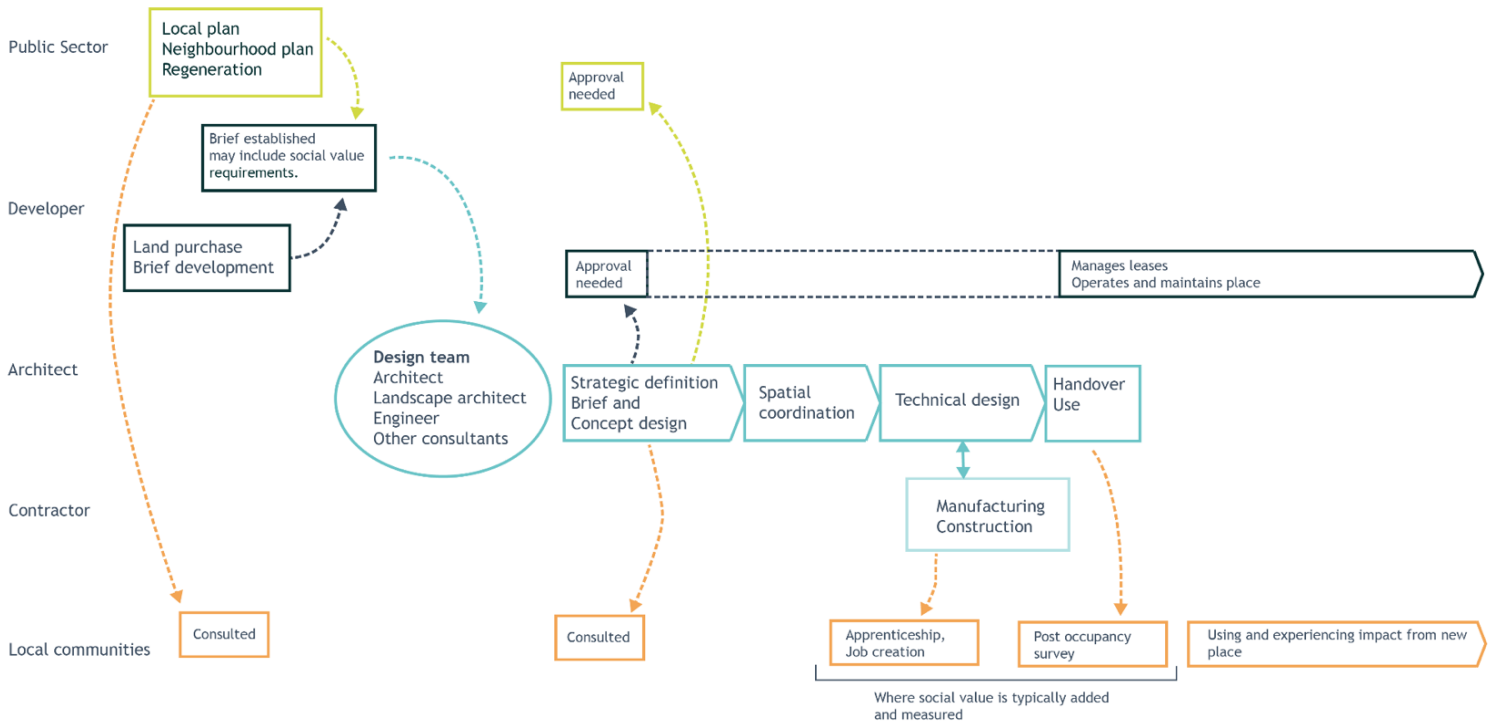 Public Sector
Local plan
Neighbourhood plan
Regeneration
Approval
needed
Brief established
may include social value
requirements.
Developer
Land purchase
Brief development
Approval
needed
Manages leases
Operates and maintains place
Architect
Design team
Architect
Landscape architect
Engineer
Other consultants
Strategic definition
Brief and
Concept design
Spatial
coordination
Technical design
Handover
Use
Contractor
Manufacturing
Construction
Local communities
Consulted
Consulted
Apprenticeship,
Job creation
Post occupancy
survey
Using and experiencing impact from new
place
Where social value is typically added
and measured